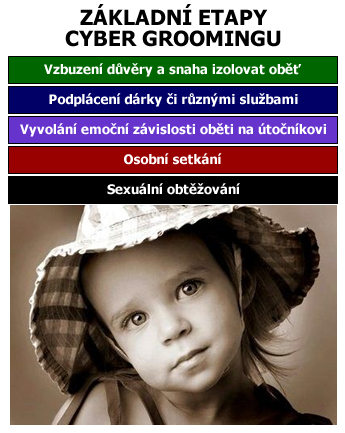 ZÁKLADNÍ ETAPY
CYBER GROOMINGU
Vzbuzení důvěry a snaha izolovat oběť
Podplácení dárky či různými službami
Vyvolání emoční závislosti oběti na útočníkovi
Osobní setkání
Sexuální obtěžování